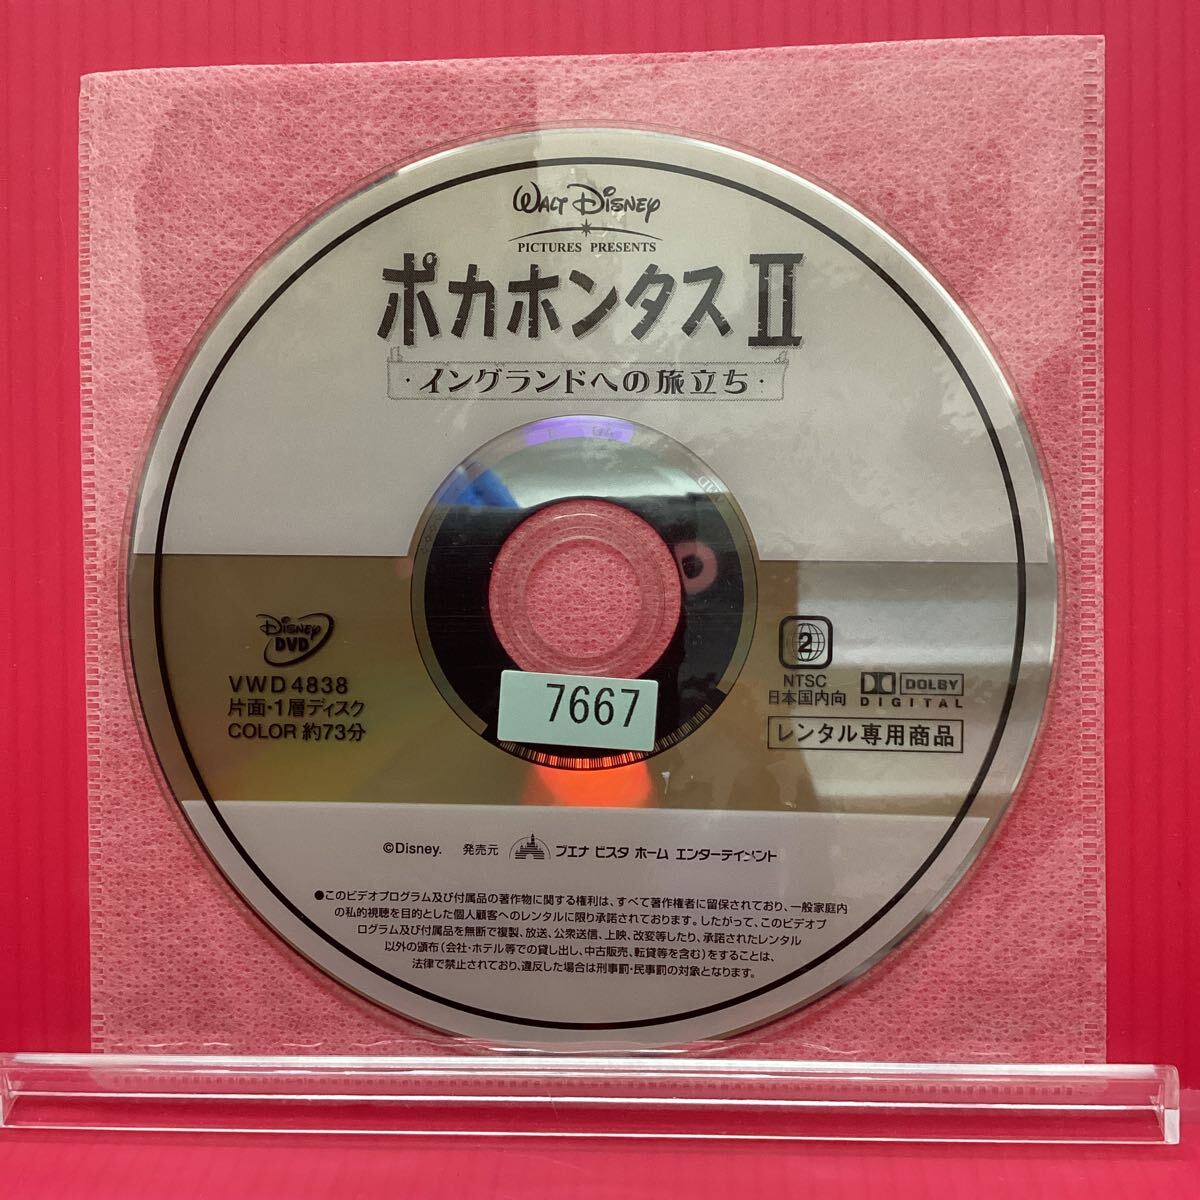 WALT DISNEY
PICTURES PRESENTS
ポカホンタスII
・イングランドへの旅立ち・
DISNEY
DVD
VWD 4838
片面・1層ディスク
COLOR 約73分
7667
2
NTSC
日本国内向
DOLBY
DIGITAL
レンタル専用商品
©Disney. 発売元 ブエナ ビスタ ホーム エンターテイメント
●このビデオプログラム及び付属品の著作物に関する権利は、すべて著作権者に留保されており、一般家庭内
の私的視聴を目的とした個人顧客へのレンタルに限り承諾されております。したがって、このビデオプ
ログラム及び付属品を無断で複製、放送、公衆送信、上映、改変等したり、承諾されたレンタル
以外の頒布(会社・ホテル等での貸し出し、中古販売、転貸等を含む)をすることは、
法律で禁止されており、違反した場合は刑事罰・民事罰の対象となります。